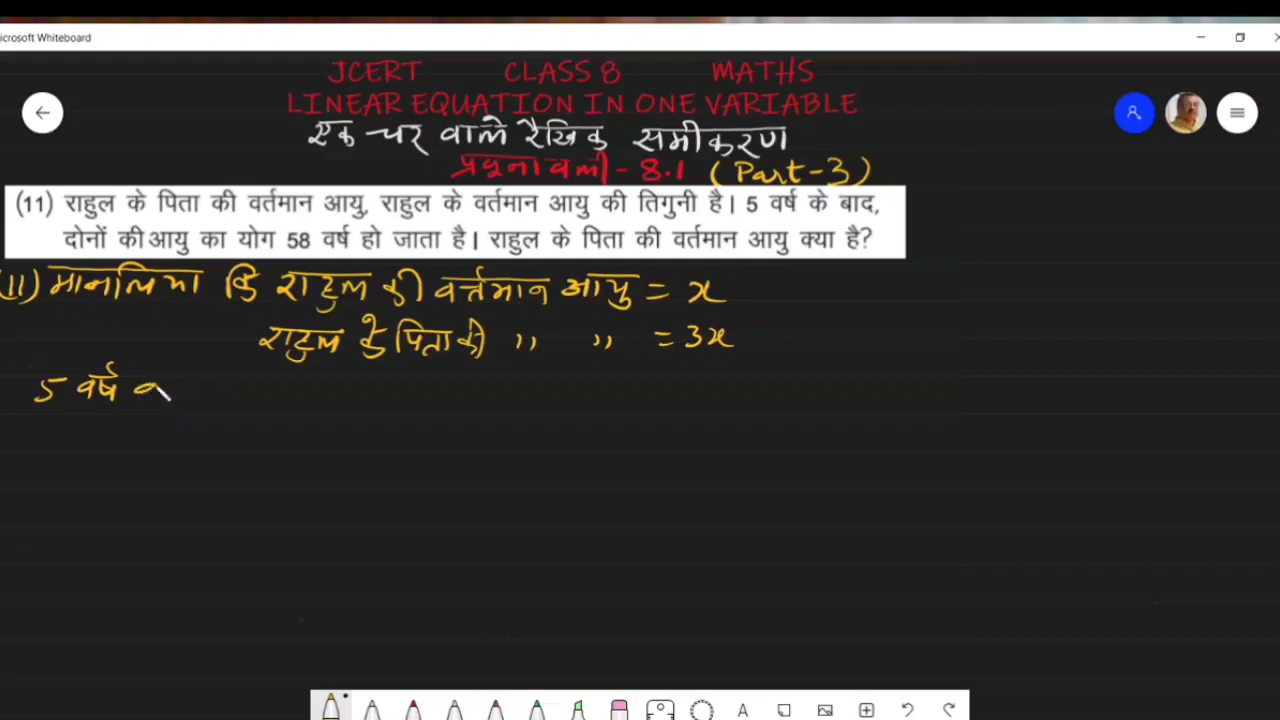 icrosoft Whiteboard
JCERT CLASS 8 MATHS
LINEAR EQUATION IN ONE VARIABLE
एक चर वाले रैखिक समीकरण
प्रश्नावली - 8.1 (Part-3)
(11) राहुल के पिता की वर्तमान आयु, राहुल के वर्तमान आयु की तिगुनी है। 5 वर्ष के बाद,
दोनों की आयु का योग 58 वर्ष हो जाता है। राहुल के पिता की वर्तमान आयु क्या है?
11) मानलिया कि राहुल की वर्त्तमान आयु = x
राहुल के पिता की ,, ,, = 3x
5 वर्ष